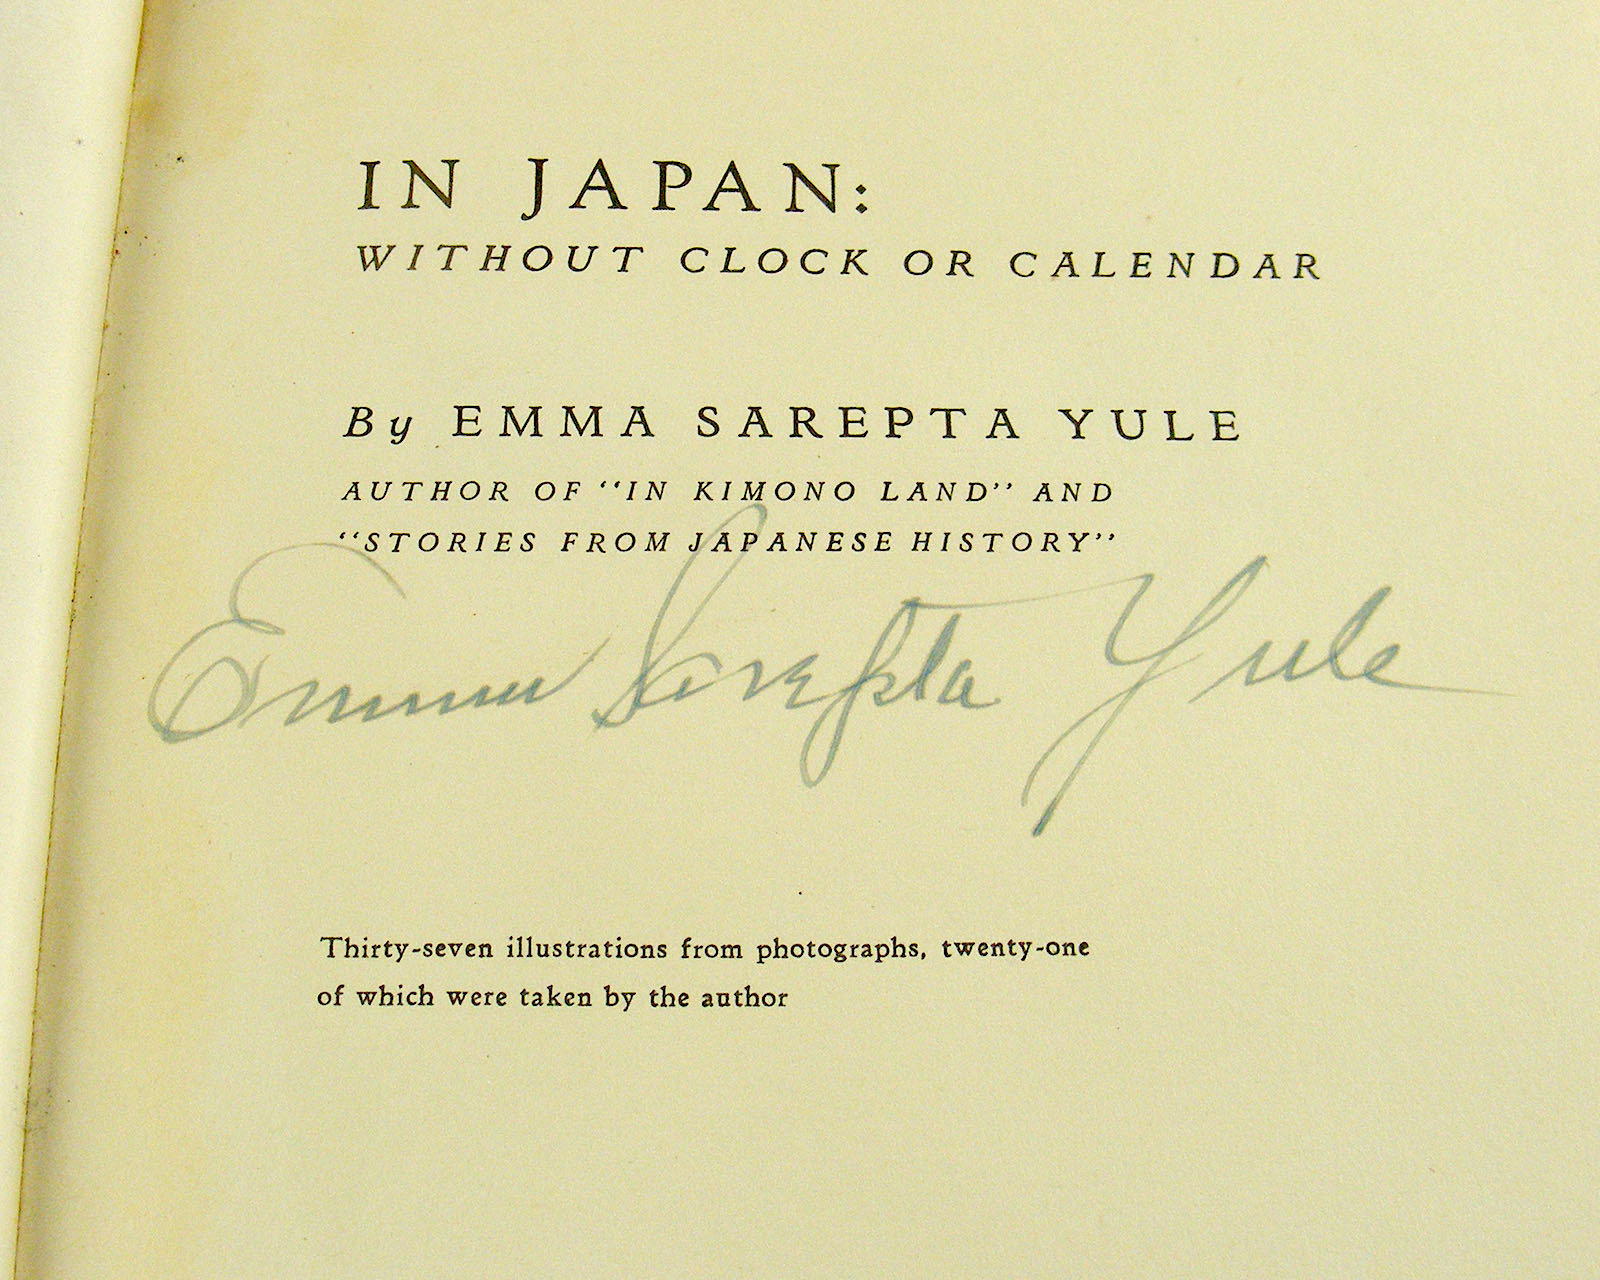 IN JAPAN:
WITHOUT CLOCK OR CALENDAR
By EMMA SAREPTA YULE
AUTHOR OF "IN KIMONO LAND" AND
"STORIES FROM JAPANESE HISTORY"
Emma Sarepta Yule
Thirty-seven illustrations from photographs, twenty-one
of which were taken by the author